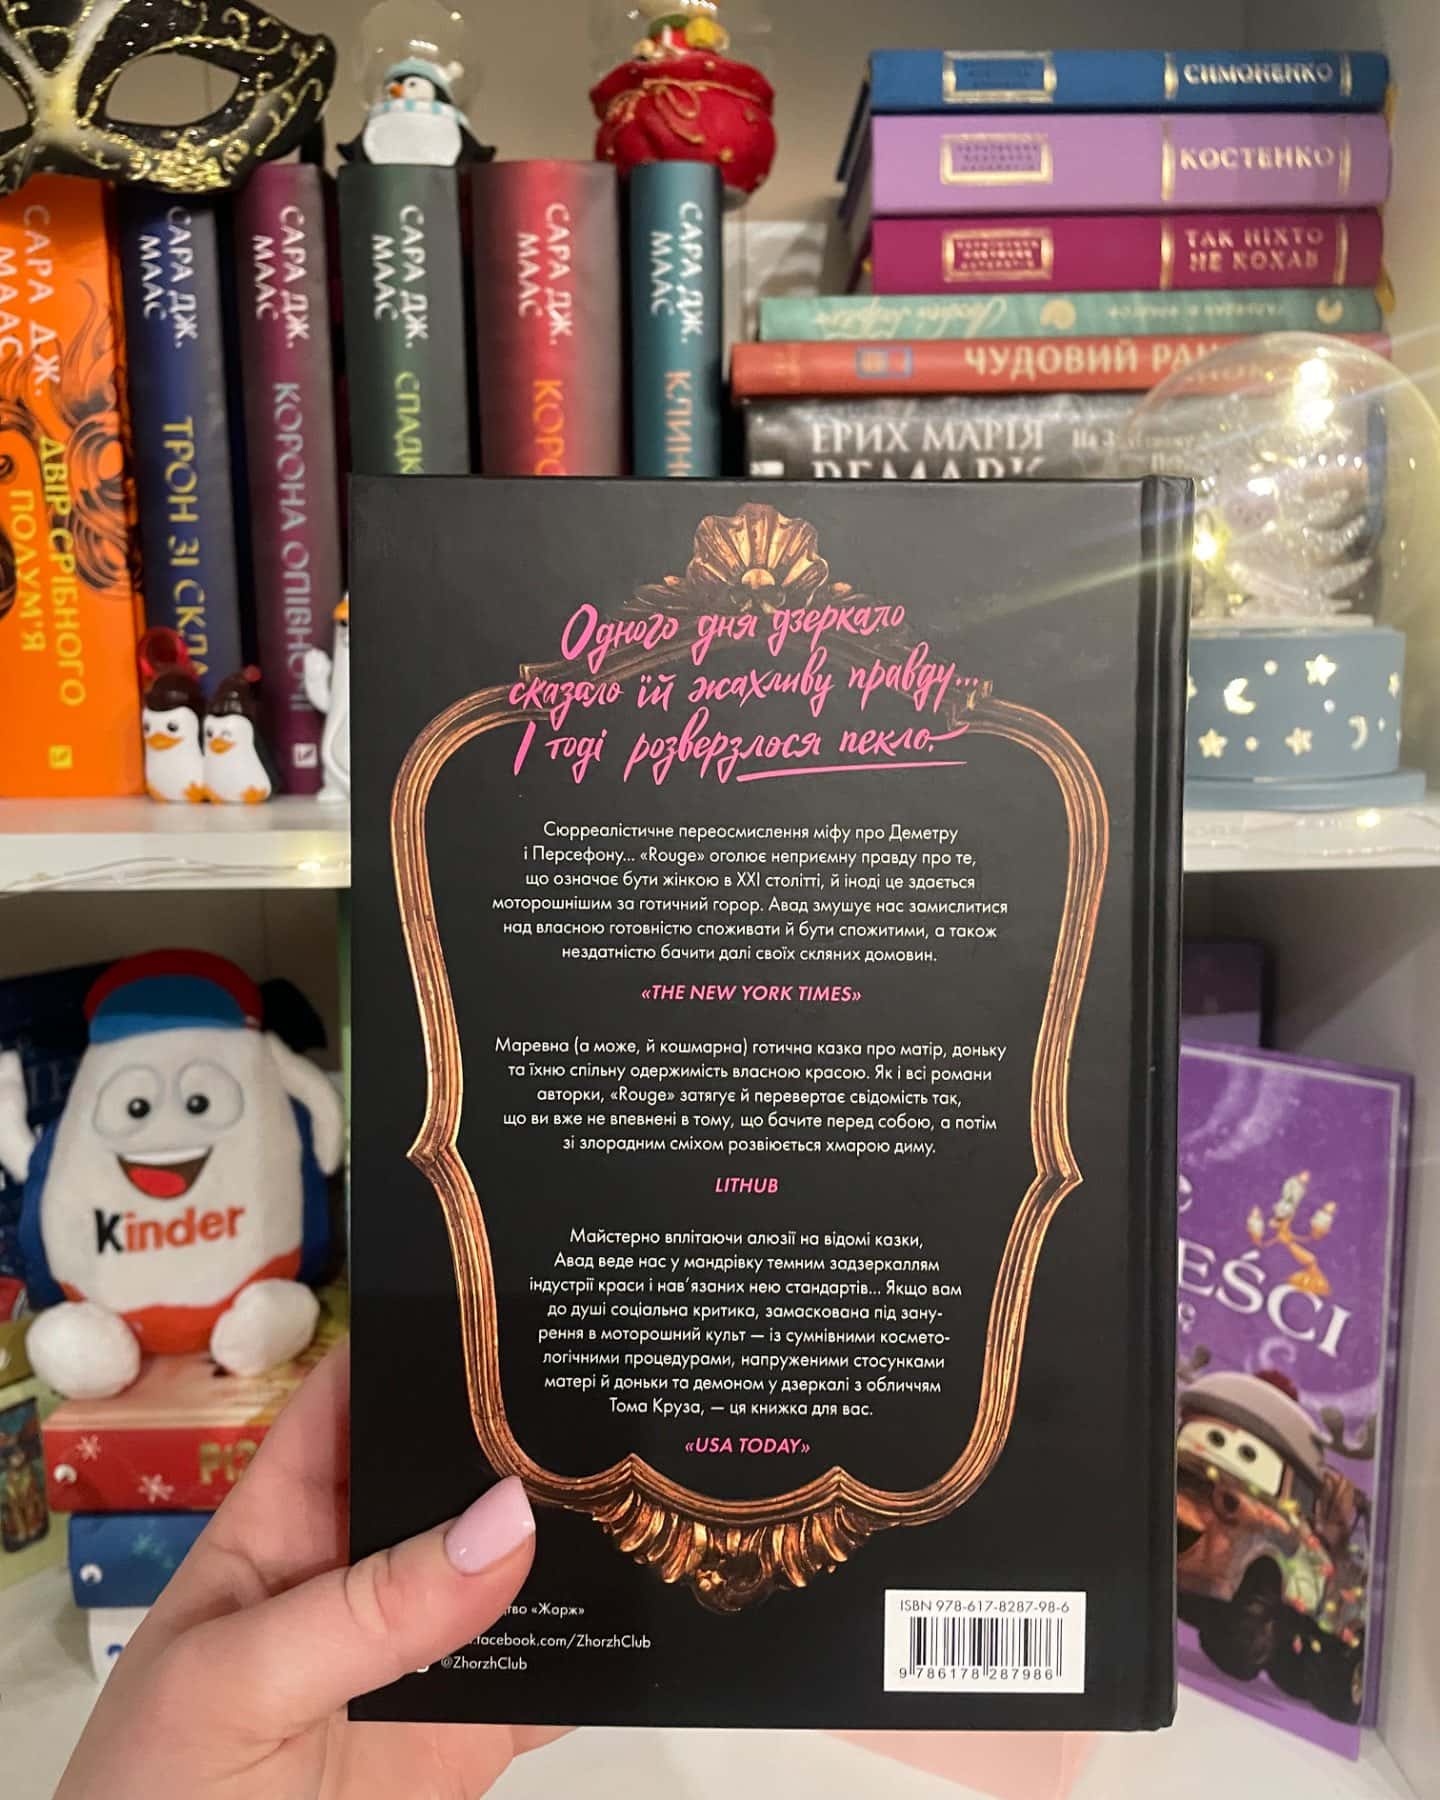 САРА ДЖ.
МААС
ДВІР СРІБНОГО
ПОЛУМ'Я
САРА ДЖ.
МААС
ТРОН ЗІ СКЛА
САРА ДЖ.
МААС
КОРОНА ОПІВНОЧІ
САРА ДЖ.
МААС
САРА ДЖ.
МААС
САРА ДЖ.
МААС
СИМОНЕНКО
КОСТЕНКО
ТАК НІХТО
НЕ КОХАВ
ЧУДОВИЙ
ЕРИХ МАРІЯ
РЕМАРК
Одного дня дзеркало
сказало їй жахливу правду...
І тоді розверзлося пекло.
Сюрреалістичне переосмислення міфу про Деметру
і Персефону... «Rouge» оголює неприємну правду про те,
що означає бути жінкою в XXI столітті, й іноді це здається
моторошнішим за готичний горор. Авад змушує нас замислитися
над власною готовністю споживати й бути спожитими, а також
нездатністю бачити далі своїх скляних домовин.
«THE NEW YORK TIMES»
Маревна (а може, й кошмарна) готична казка про матір, доньку
та їхню спільну одержимість власною красою. Як і всі романи
авторки, «Rouge» затягує й перевертає свідомість так,
що ви вже не впевнені в тому, що бачите перед собою, а потім
зі злорадним сміхом розвіюється хмарою диму.
LITHUB
Майстерно вплітаючи алюзії на відомі казки,
Авад веде нас у мандрівку темним задзеркаллям
індустрії краси і нав'язаних нею стандартів... Якщо вам
до душі соціальна критика, замаскована під зану-
рення в моторошний культ — із сумнівними космето-
логічними процедурами, напруженими стосунками
матері й доньки та демоном у дзеркалі з обличчям
Тома Круза, — ця книжка для вас.
«USA TODAY»
«Жорж»
facebook.com/ZhorzhClub
@ZhorzhClub
ISBN 978-617-8287-98-6
9 786178 287986
Kinder